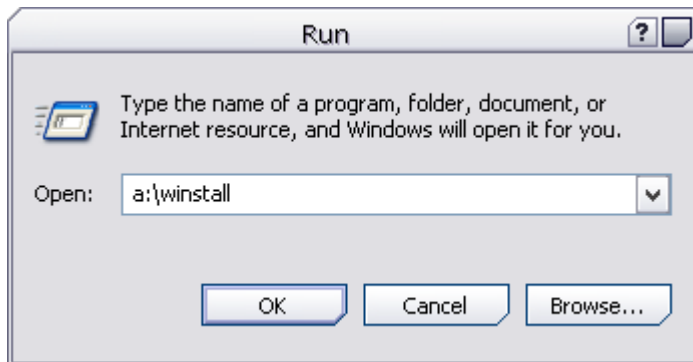 Run
?
Type the name of a program, folder, document, or
Internet resource, and Windows will open it for you.
Open: a:\winstall
OK Cancel Browse...